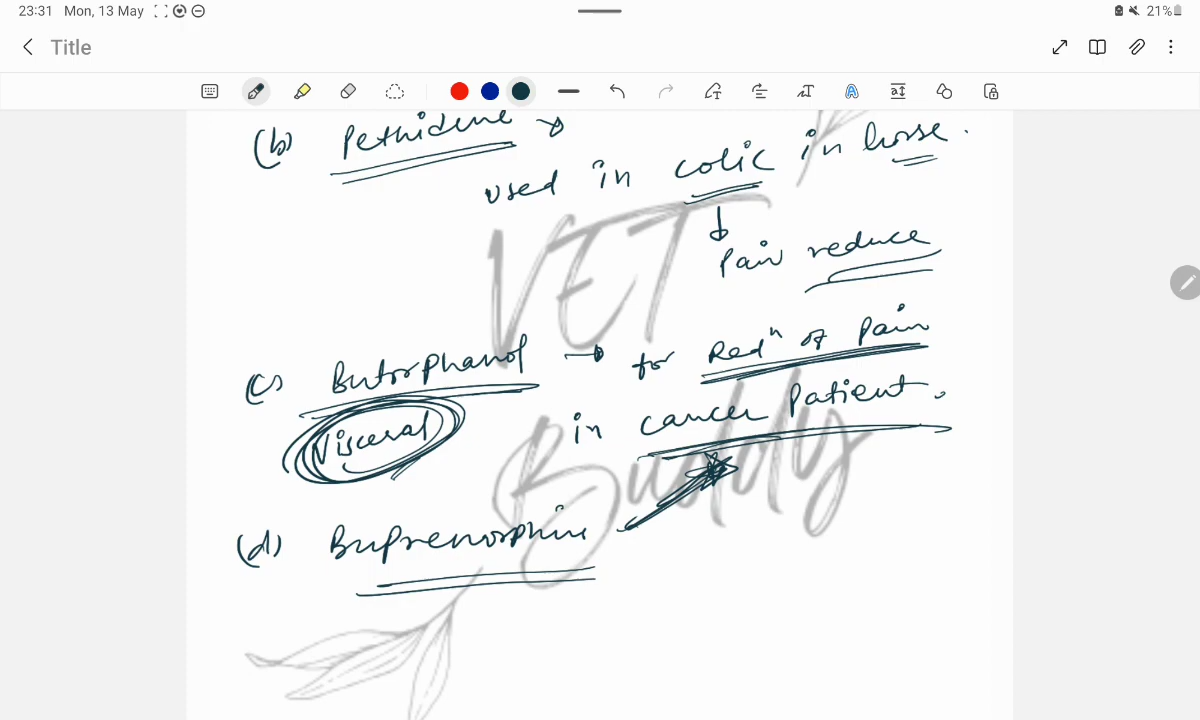 23:31 Mon, 13 May 21%
Title
(b) Pethidine →
used in colic in horse.
↓
Pain reduce
(c) Butorphanol → for Redⁿ of Pain
Visceral in cancer Patient.
(d) Buprenorphine
VET
Buddy